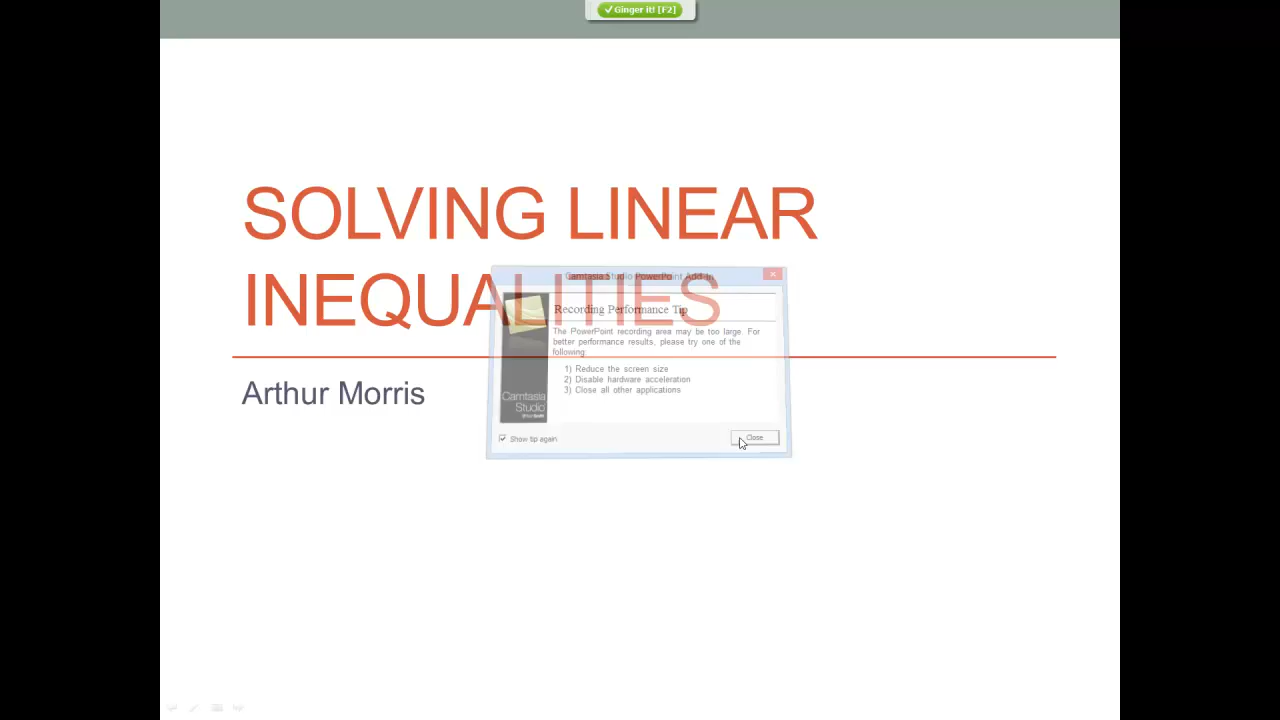 Ginger it! [F2]
SOLVING LINEAR
INEQUALITIES
Arthur Morris
Camtasia Studio PowerPoint Add-In
Recording Performance Tip
The PowerPoint recording area may be too large. For
better performance results, please try one of the
following:
1) Reduce the screen size
2) Disable hardware acceleration
3) Close all other applications
Camtasia
Studio
Show tip again
Close